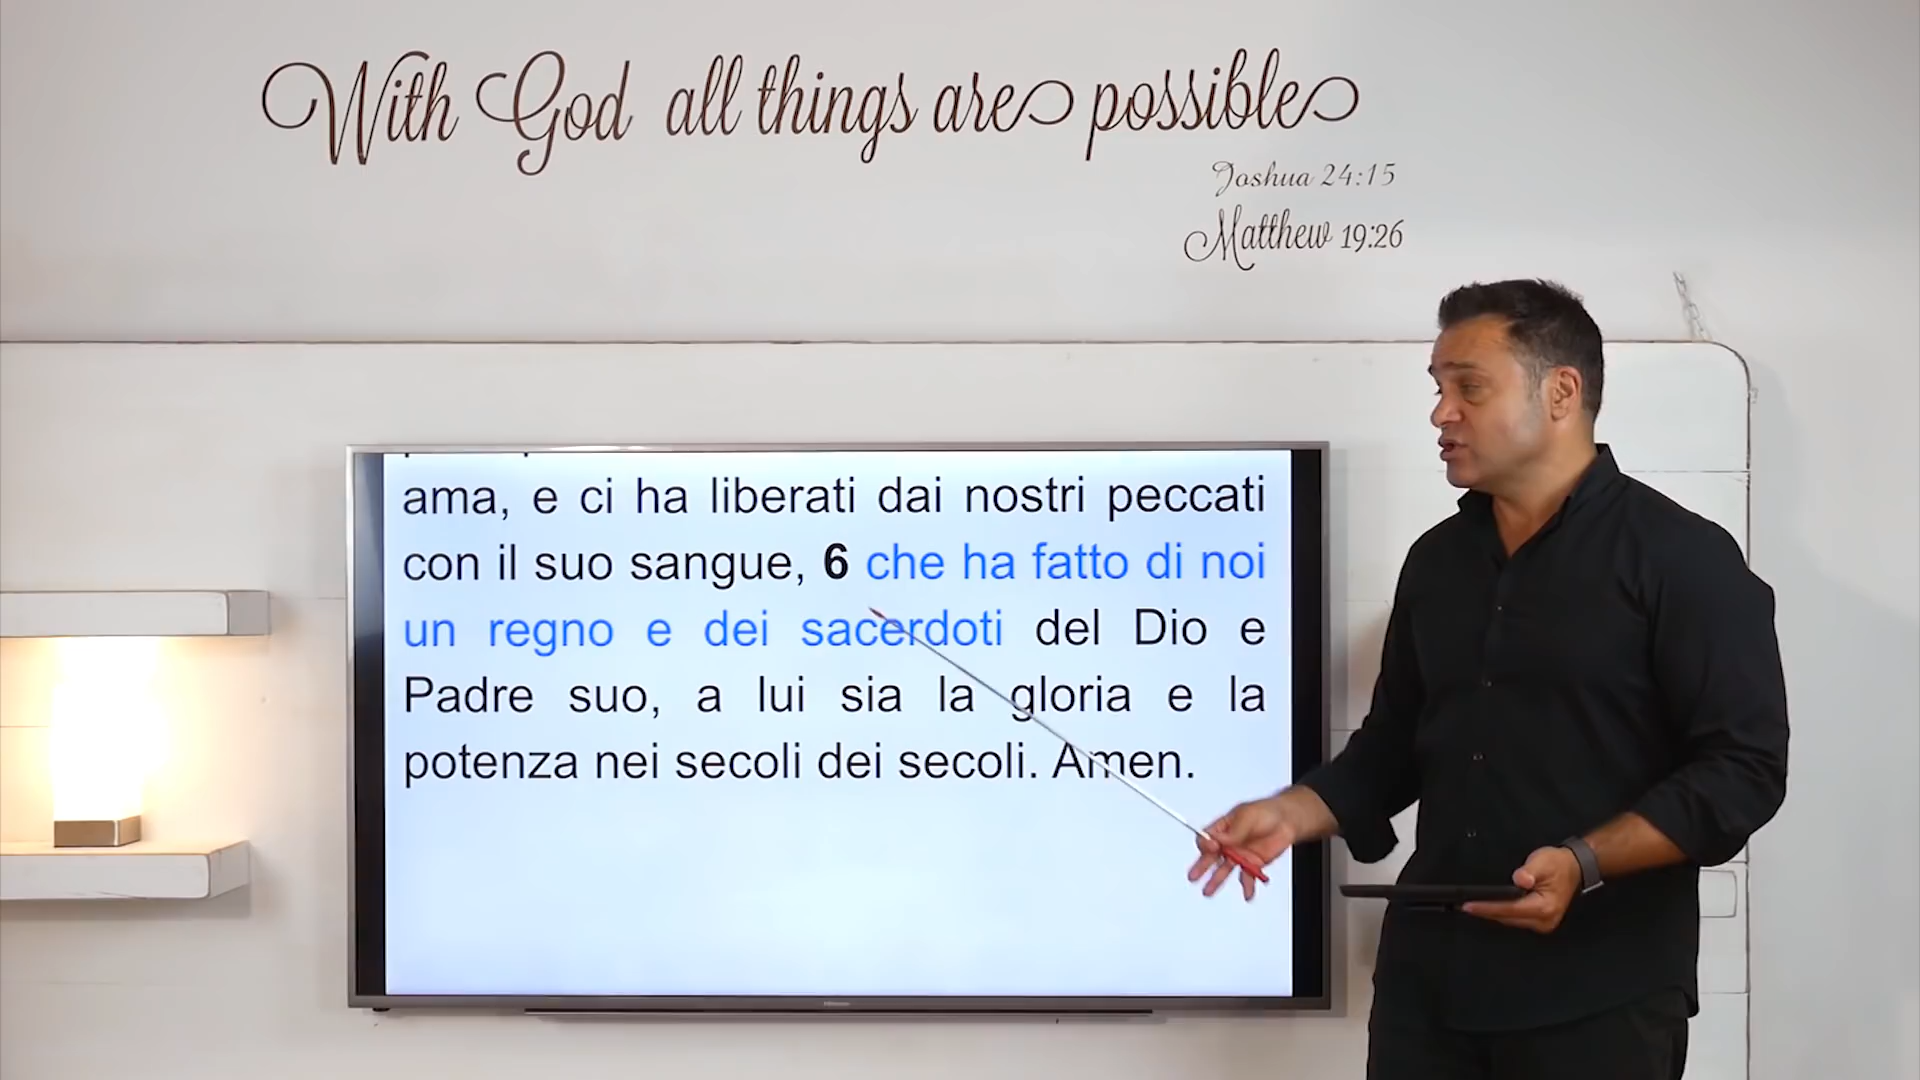 With God all things are possible
Joshua 24:15
Matthew 19:26
ama, e ci ha liberati dai nostri peccati
con il suo sangue, 6 che ha fatto di noi
un regno e dei sacerdoti del Dio e
Padre suo, a lui sia la gloria e la
potenza nei secoli dei secoli. Amen.